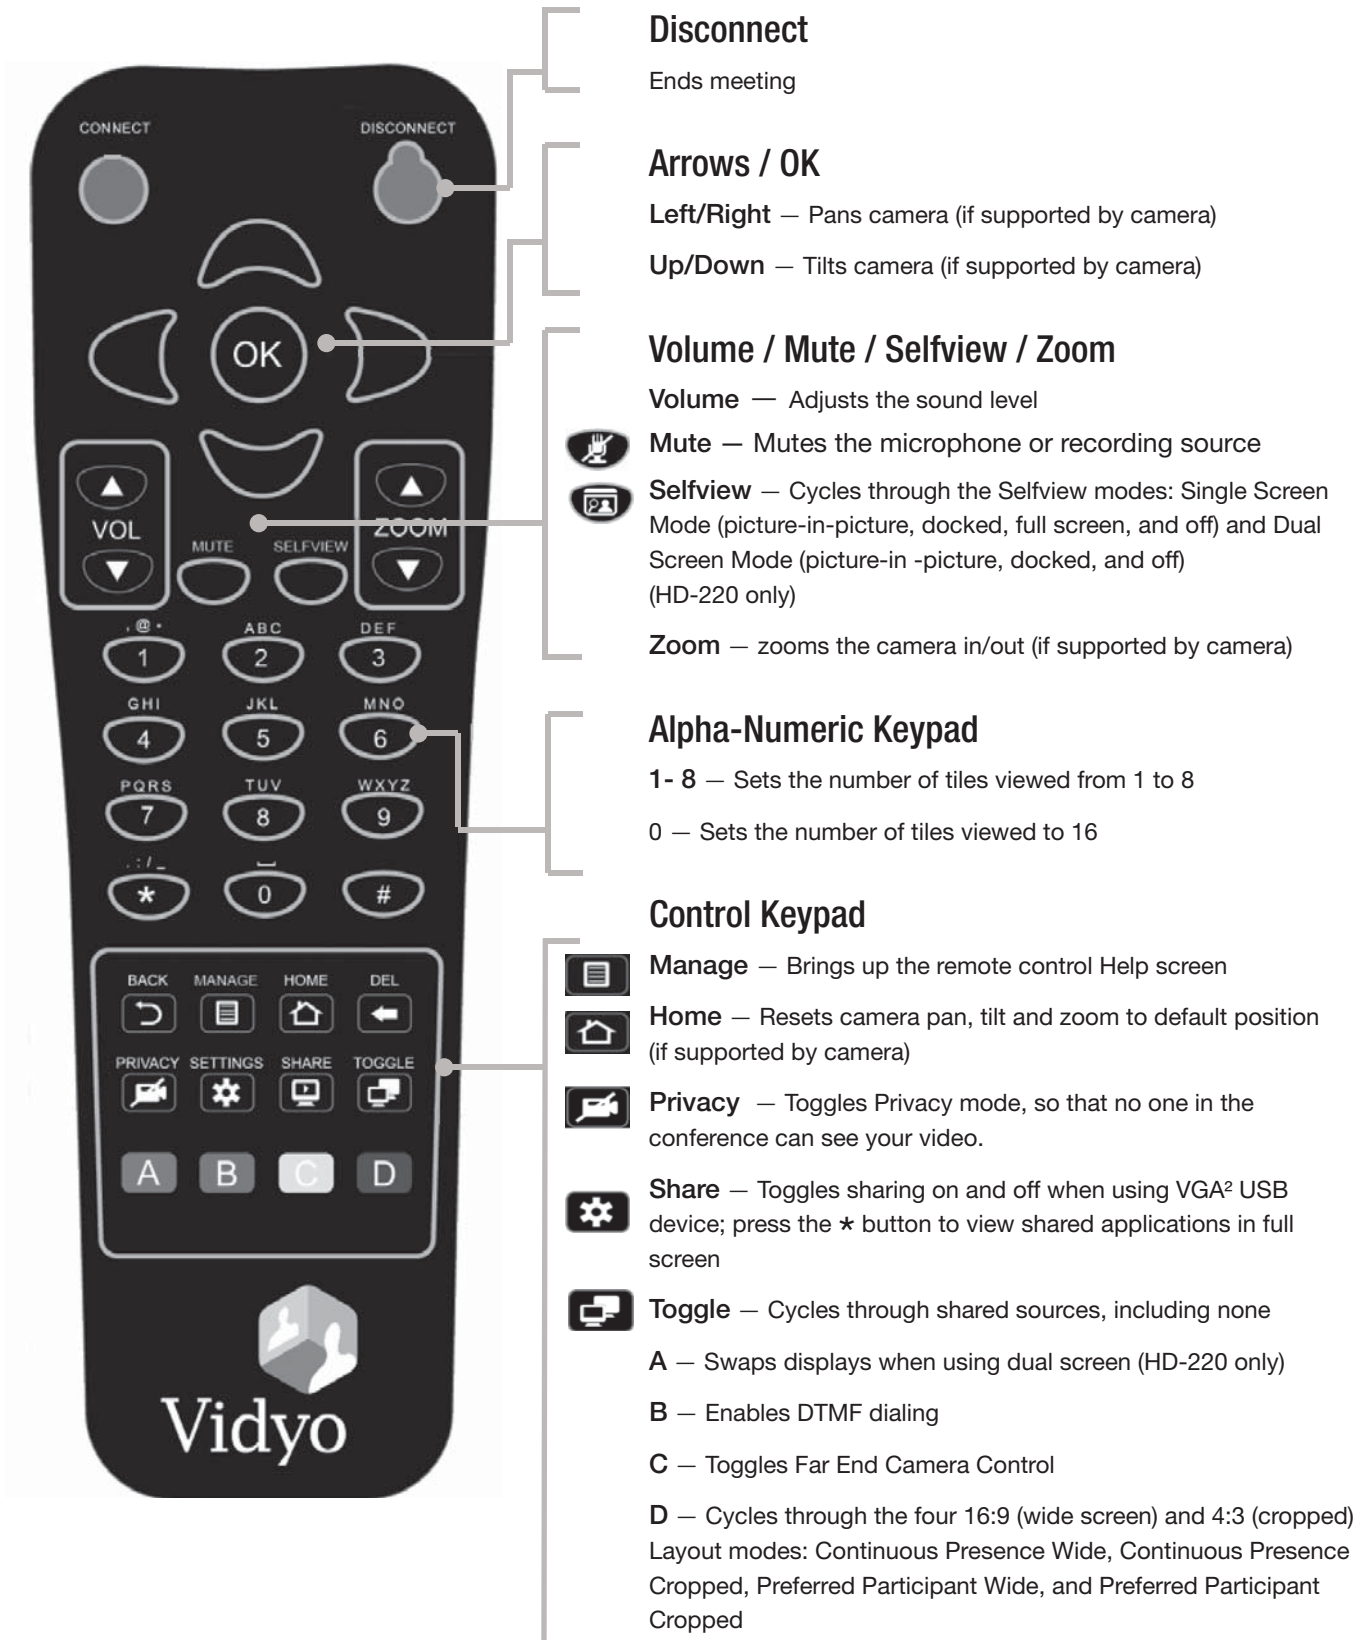 Disconnect
Ends meeting
Arrows / OK
Left/Right — Pans camera (if supported by camera)
Up/Down — Tilts camera (if supported by camera)
Volume / Mute / Selfview / Zoom
Volume — Adjusts the sound level
Mute — Mutes the microphone or recording source
Selfview — Cycles through the Selfview modes: Single Screen
Mode (picture-in-picture, docked, full screen, and off) and Dual
Screen Mode (picture-in -picture, docked, and off)
(HD-220 only)
Zoom — zooms the camera in/out (if supported by camera)
Alpha-Numeric Keypad
1- 8 — Sets the number of tiles viewed from 1 to 8
0 — Sets the number of tiles viewed to 16
Control Keypad
Manage — Brings up the remote control Help screen
Home — Resets camera pan, tilt and zoom to default position
(if supported by camera)
Privacy — Toggles Privacy mode, so that no one in the
conference can see your video.
Share — Toggles sharing on and off when using VGA² USB
device; press the * button to view shared applications in full
screen
Toggle — Cycles through shared sources, including none
A — Swaps displays when using dual screen (HD-220 only)
B — Enables DTMF dialing
C — Toggles Far End Camera Control
D — Cycles through the four 16:9 (wide screen) and 4:3 (cropped)
Layout modes: Continuous Presence Wide, Continuous Presence
Cropped, Preferred Participant Wide, and Preferred Participant
Cropped
CONNECT DISCONNECT
OK
VOL ZOOM
MUTE SELFVIEW
. @ • ABC DEF
1 2 3
GHI JKL MNO
4 5 6
PQRS TUV WXYZ
7 8 9
. : / _
* 0 #
BACK MANAGE HOME DEL
PRIVACY SETTINGS SHARE TOGGLE
A B C D
Vidyo